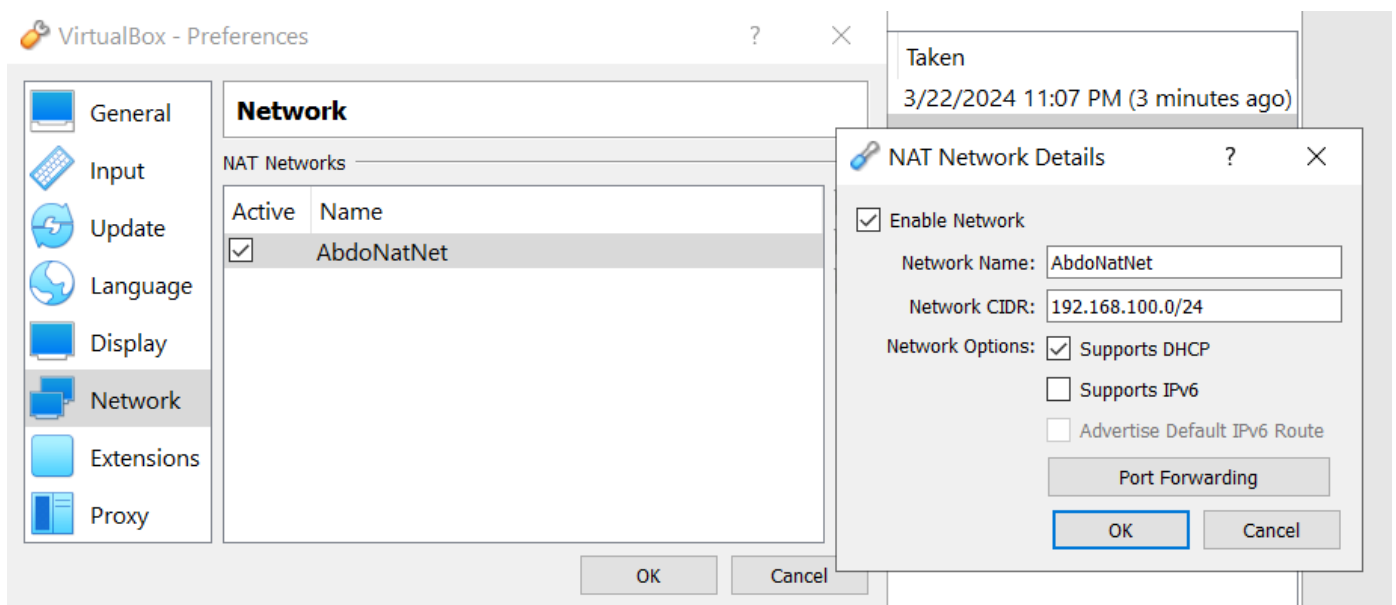 VirtualBox - Preferences
?
General
Input
Update
Language
Display
Network
Extensions
Proxy
Network
NAT Networks
Active Name
AbdoNatNet
OK Cancel
Taken
3/22/2024 11:07 PM (3 minutes ago)
NAT Network Details
?
Enable Network
Network Name: AbdoNatNet
Network CIDR: 192.168.100.0/24
Network Options: Supports DHCP
Supports IPv6
Advertise Default IPv6 Route
Port Forwarding
OK Cancel